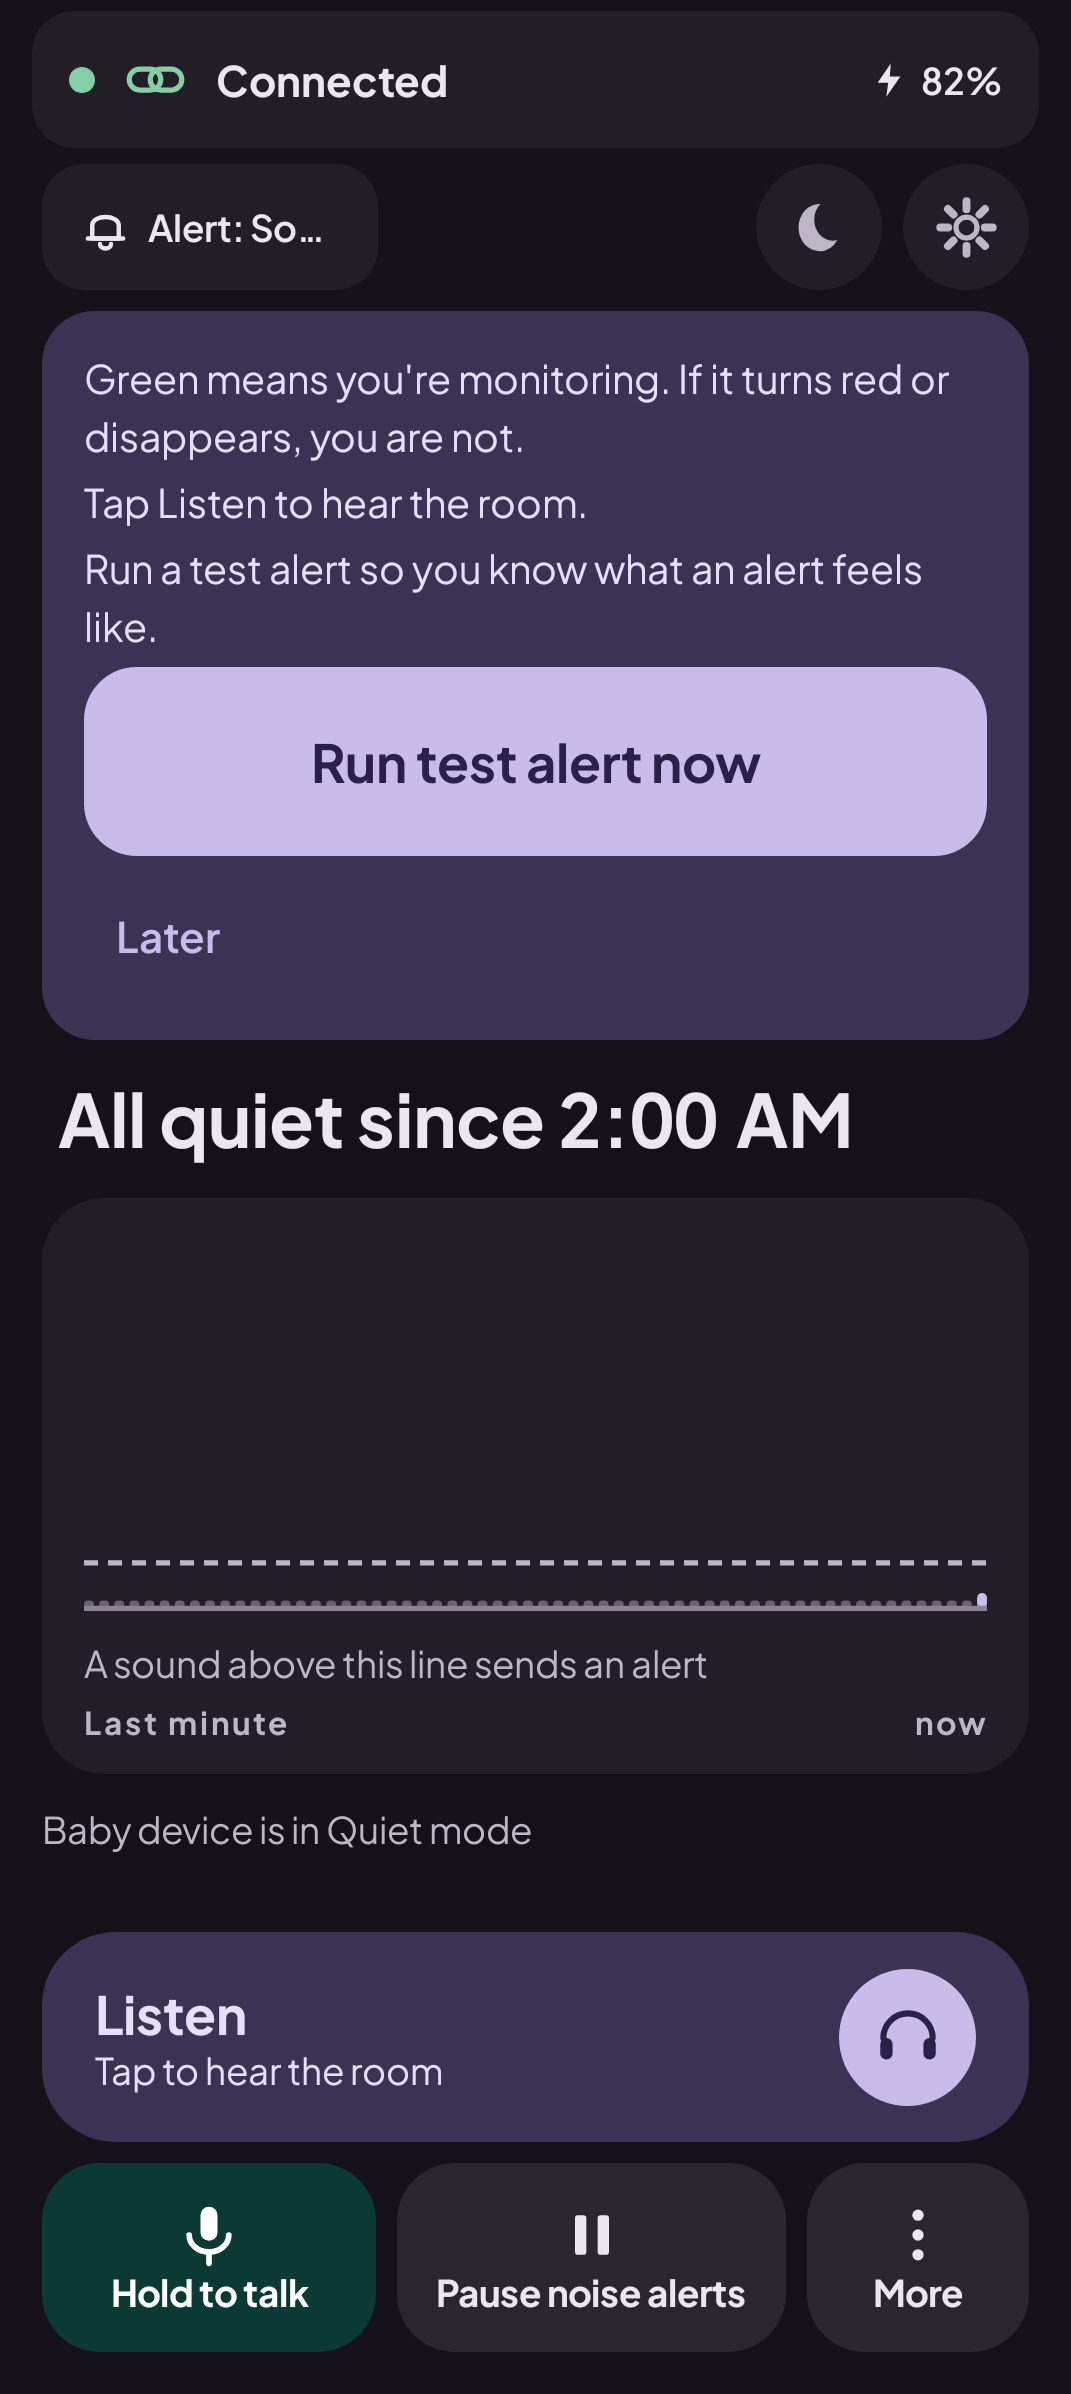 Connected
82%
Alert: So...
Green means you're monitoring. If it turns red or
disappears, you are not.
Tap Listen to hear the room.
Run a test alert so you know what an alert feels
like.
Run test alert now
Later
All quiet since 2:00 AM
A sound above this line sends an alert
Last minute
now
Baby device is in Quiet mode
Listen
Tap to hear the room
Hold to talk
Pause noise alerts
More